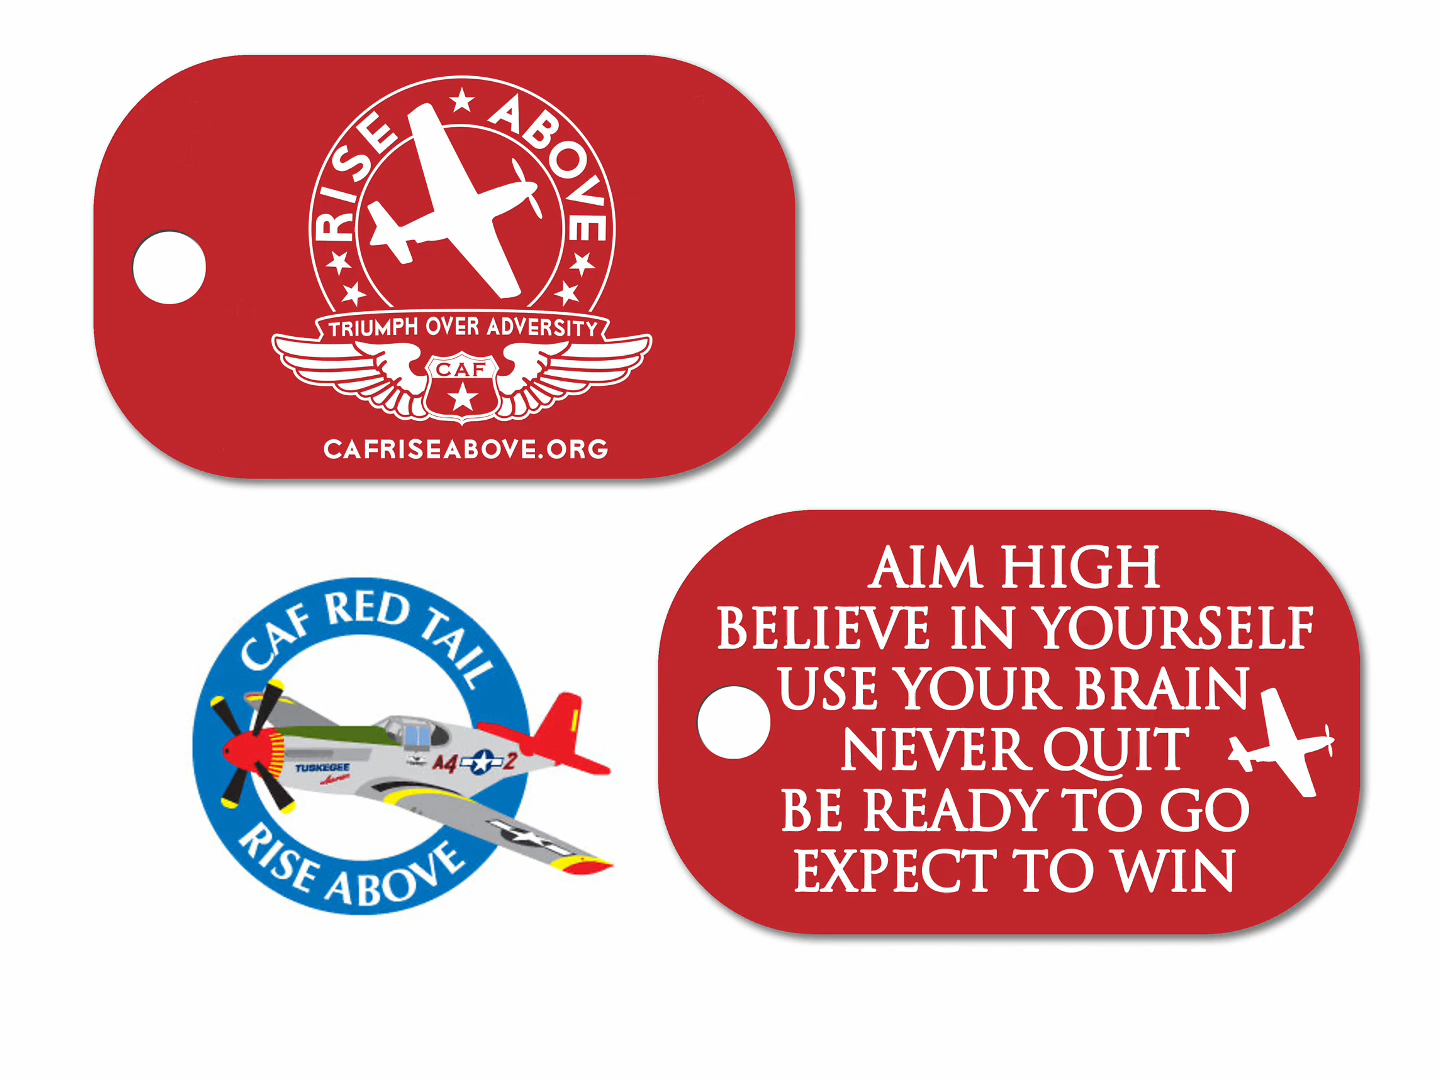 RISE ABOVE
TRIUMPH OVER ADVERSITY
CAF
CAFRISEABOVE.ORG
CAF RED TAIL
TUSKEGEE
A4 2
RISE ABOVE
AIM HIGH
BELIEVE IN YOURSELF
USE YOUR BRAIN
NEVER QUIT
BE READY TO GO
EXPECT TO WIN